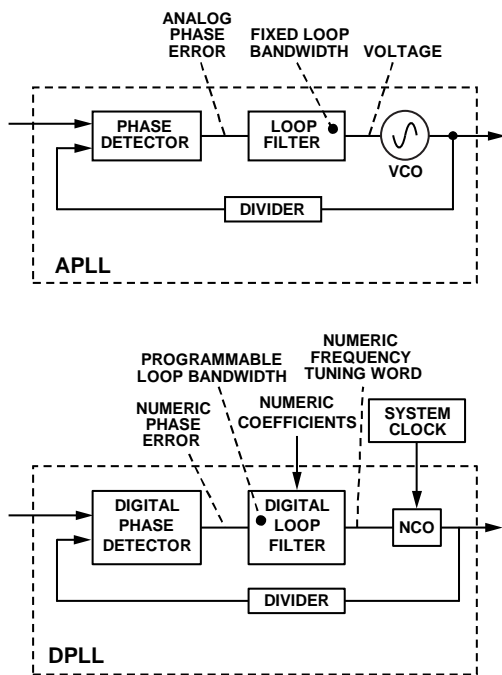 ANALOG
PHASE
ERROR
FIXED LOOP
BANDWIDTH
VOLTAGE
PHASE
DETECTOR
LOOP
FILTER
VCO
DIVIDER
APLL
PROGRAMMABLE
LOOP BANDWIDTH
NUMERIC
FREQUENCY
TUNING WORD
NUMERIC
PHASE
ERROR
NUMERIC
COEFFICIENTS
SYSTEM
CLOCK
DIGITAL
PHASE
DETECTOR
DIGITAL
LOOP
FILTER
NCO
DIVIDER
DPLL